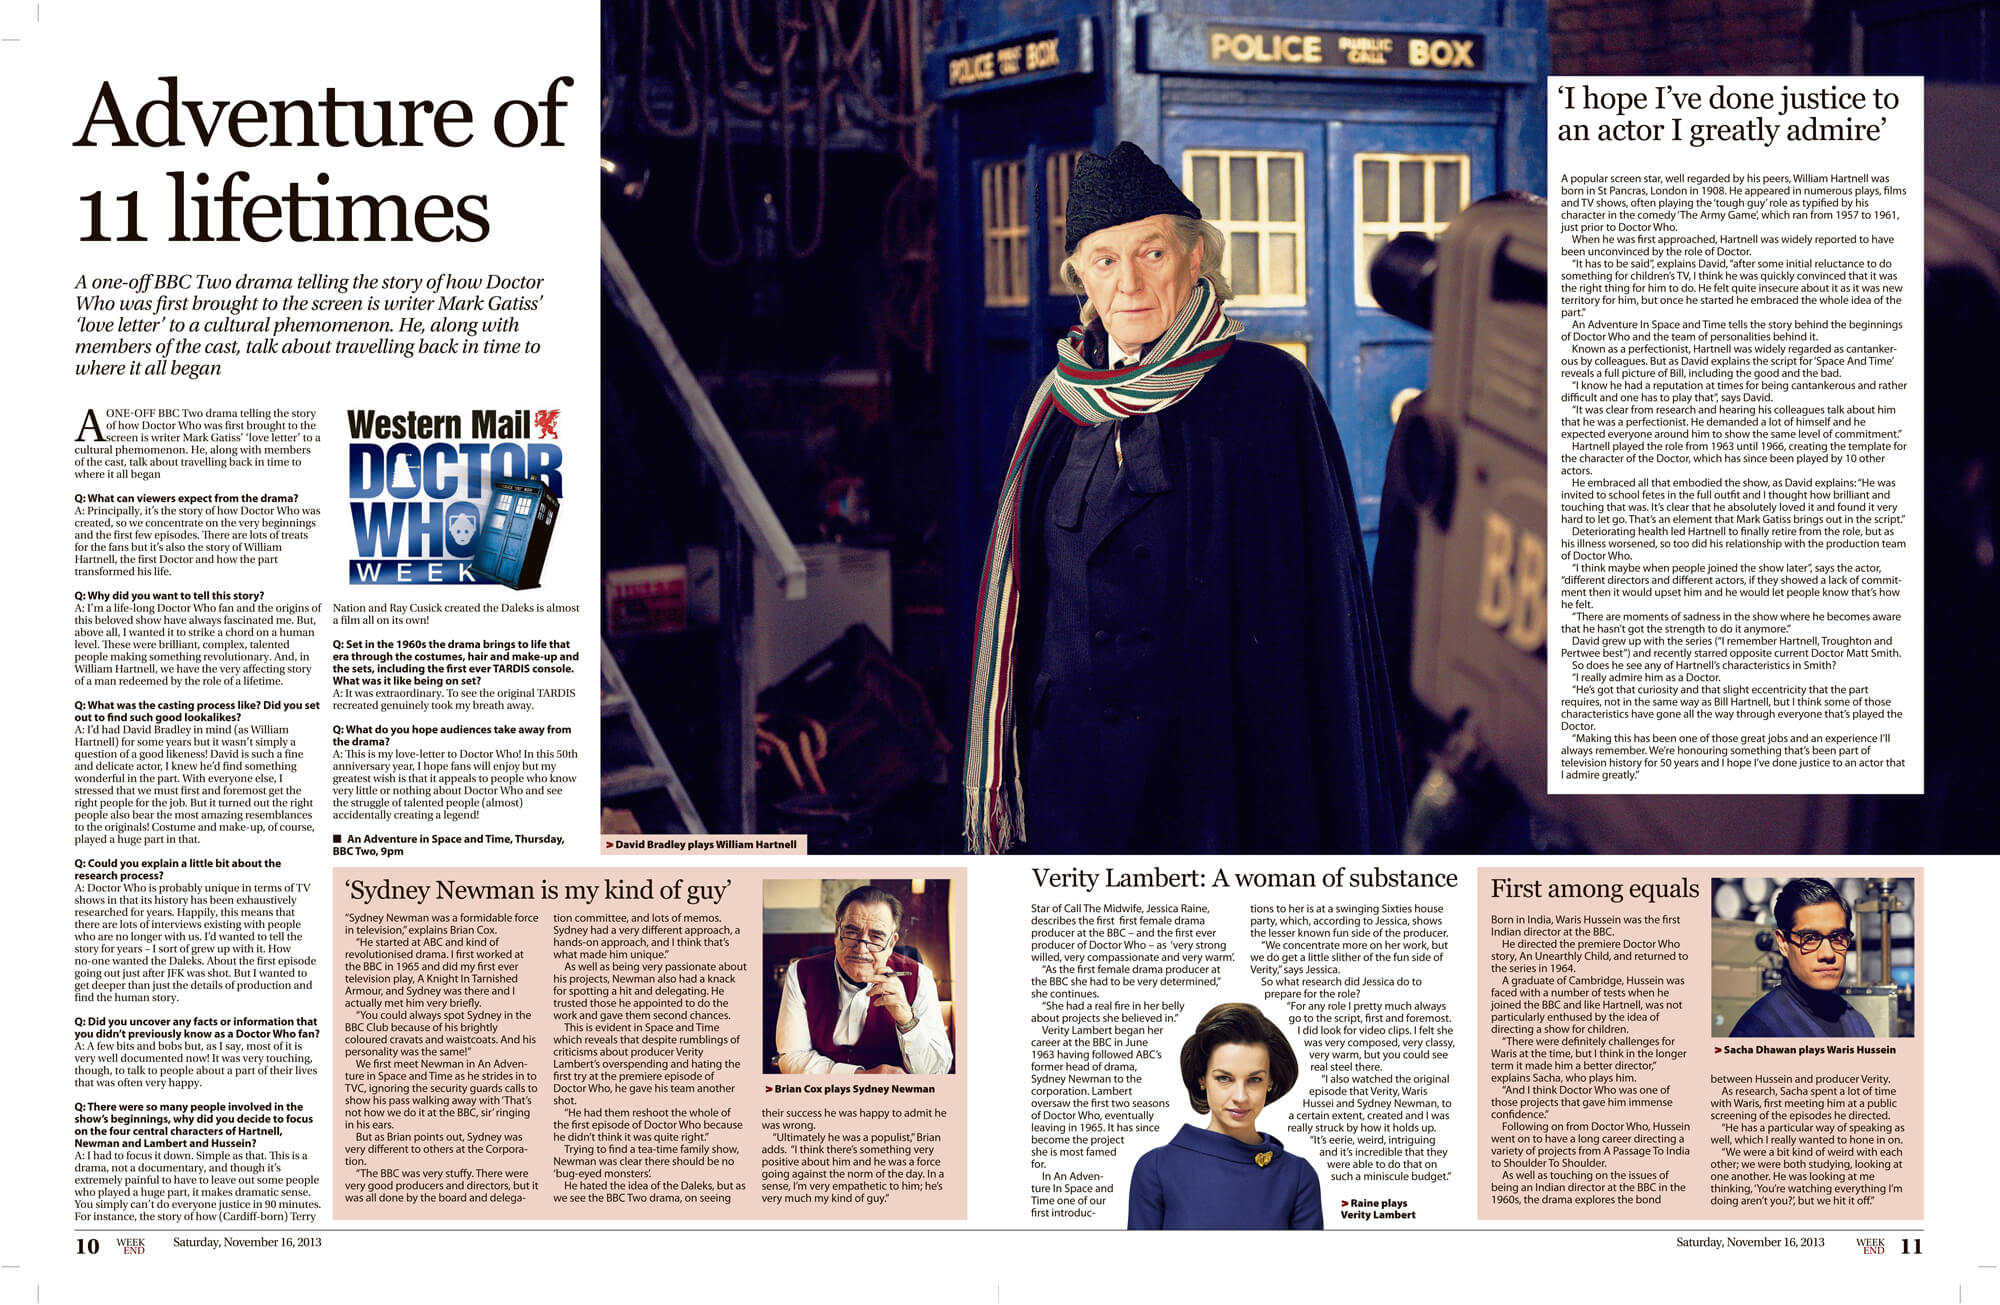 Adventure of
11 lifetimes
A one-off BBC Two drama telling the story of how Doctor
Who was first brought to the screen is writer Mark Gatiss’
‘love letter’ to a cultural phemomenon. He, along with
members of the cast, talk about travelling back in time to
where it all began
A ONE-OFF BBC Two drama telling the story
of how Doctor Who was first brought to the
screen is writer Mark Gatiss’ ‘love letter’ to a
cultural phemomenon. He, along with members
of the cast, talk about travelling back in time to
where it all began
Q: What can viewers expect from the drama?
A: Principally, it’s the story of how Doctor Who was
created, so we concentrate on the very beginnings
and the first few episodes. There are lots of treats
for the fans but it’s also the story of William
Hartnell, the first Doctor and how the part
transformed his life.
Q: Why did you want to tell this story?
A: I’m a life-long Doctor Who fan and the origins of
this beloved show have always fascinated me. But,
above all, I wanted it to strike a chord on a human
level. These were brilliant, complex, talented
people making something revolutionary. And, in
William Hartnell, we have the very affecting story
of a man redeemed by the role of a lifetime.
Q: What was the casting process like? Did you set
out to find such good lookalikes?
A: I’d had David Bradley in mind (as William
Hartnell) for some years but it wasn’t simply a
question of a good likeness! David is such a fine
and delicate actor, I knew he’d find something
wonderful in the part. With everyone else, I
stressed that we must first and foremost get the
right people for the job. But it turned out the right
people also bear the most amazing resemblances
to the originals! Costume and make-up, of course,
played a huge part in that.
Q: Could you explain a little bit about the
research process?
A: Doctor Who is probably unique in terms of TV
shows in that its history has been exhaustively
researched for years. Happily, this means that
there are lots of interviews existing with people
who are no longer with us. I’d wanted to tell the
story for years – I sort of grew up with it. How
no-one wanted the Daleks. About the first episode
going out just after JFK was shot. But I wanted to
get deeper than just the details of production and
find the human story.
Q: Did you uncover any facts or information that
you didn’t previously know as a Doctor Who fan?
A: A few bits and bobs but, as I say, most of it is
very well documented now! It was very touching,
though, to talk to people about a part of their lives
that was often very happy.
Q: There were so many people involved in the
show’s beginnings, why did you decide to focus
on the four central characters of Hartnell,
Newman and Lambert and Hussein?
A: I had to focus it down. Simple as that. This is a
drama, not a documentary, and though it’s
extremely painful to have to leave out some people
who played a huge part, it makes dramatic sense.
You simply can’t do everyone justice in 90 minutes.
For instance, the story of how (Cardiff-born) Terry
Western Mail
DOCTOR
WHO
WEEK
Nation and Ray Cusick created the Daleks is almost
a film all on its own!
Q: Set in the 1960s the drama brings to life that
era through the costumes, hair and make-up and
the sets, including the first ever TARDIS console.
What was it like being on set?
A: It was extraordinary. To see the original TARDIS
recreated genuinely took my breath away.
Q: What do you hope audiences take away from
the drama?
A: This is my love-letter to Doctor Who! In this 50th
anniversary year, I hope fans will enjoy but my
greatest wish is that it appeals to people who know
very little or nothing about Doctor Who and see
the struggle of talented people (almost)
accidentally creating a legend!
■ An Adventure in Space and Time, Thursday,
BBC Two, 9pm
POLICE PUBLIC CALL BOX
POLICE PUBLIC CALL BOX
BBC
> David Bradley plays William Hartnell
‘I hope I’ve done justice to
an actor I greatly admire’
A popular screen star, well regarded by his peers, William Hartnell was
born in St Pancras, London in 1908. He appeared in numerous plays, films
and TV shows, often playing the ‘tough guy’ role as typified by his
character in the comedy ‘The Army Game’, which ran from 1957 to 1961,
just prior to Doctor Who.
When he was first approached, Hartnell was widely reported to have
been unconvinced by the role of Doctor.
“It has to be said”, explains David, “after some initial reluctance to do
something for children’s TV, I think he was quickly convinced that it was
the right thing for him to do. He felt quite insecure about it as it was new
territory for him, but once he started he embraced the whole idea of the
part.”
An Adventure In Space and Time tells the story behind the beginnings
of Doctor Who and the team of personalities behind it.
Known as a perfectionist, Hartnell was widely regarded as cantanker-
ous by colleagues. But as David explains the script for ‘Space And Time’
reveals a full picture of Bill, including the good and the bad.
“I know he had a reputation at times for being cantankerous and rather
difficult and one has to play that”, says David.
“It was clear from research and hearing his colleagues talk about him
that he was a perfectionist. He demanded a lot of himself and he
expected everyone around him to show the same level of commitment.”
Hartnell played the role from 1963 until 1966, creating the template for
the character of the Doctor, which has since been played by 10 other
actors.
He embraced all that embodied the show, as David explains: “He was
invited to school fetes in the full outfit and I thought how brilliant and
touching that was. It’s clear that he absolutely loved it and found it very
hard to let go. That’s an element that Mark Gatiss brings out in the script.”
Deteriorating health led Hartnell to finally retire from the role, but as
his illness worsened, so too did his relationship with the production team
of Doctor Who.
“I think maybe when people joined the show later”, says the actor,
“different directors and different actors, if they showed a lack of commit-
ment then it would upset him and he would let people know that’s how
he felt.
“There are moments of sadness in the show where he becomes aware
that he hasn’t got the strength to do it anymore.”
David grew up with the series (“I remember Hartnell, Troughton and
Pertwee best”) and recently starred opposite current Doctor Matt Smith.
So does he see any of Hartnell’s characteristics in Smith?
“I really admire him as a Doctor.
“He’s got that curiosity and that slight eccentricity that the part
requires, not in the same way as Bill Hartnell, but I think some of those
characteristics have gone all the way through everyone that’s played the
Doctor.
“Making this has been one of those great jobs and an experience I’ll
always remember. We’re honouring something that’s been part of
television history for 50 years and I hope I’ve done justice to an actor that
I admire greatly.”
‘Sydney Newman is my kind of guy’
“Sydney Newman was a formidable force
in television,” explains Brian Cox.
“He started at ABC and kind of
revolutionised drama. I first worked at
the BBC in 1965 and did my first ever
television play, A Knight In Tarnished
Armour, and Sydney was there and I
actually met him very briefly.
“You could always spot Sydney in the
BBC Club because of his brightly
coloured cravats and waistcoats. And his
personality was the same!”
We first meet Newman in An Adven-
ture in Space and Time as he strides in to
TVC, ignoring the security guards calls to
show his pass walking away with ‘That’s
not how we do it at the BBC, sir’ ringing
in his ears.
But as Brian points out, Sydney was
very different to others at the Corpora-
tion.
“The BBC was very stuffy. There were
very good producers and directors, but it
was all done by the board and delega-
tion committee, and lots of memos.
Sydney had a very different approach, a
hands-on approach, and I think that’s
what made him unique.”
As well as being very passionate about
his projects, Newman also had a knack
for spotting a hit and delegating. He
trusted those he appointed to do the
work and gave them second chances.
This is evident in Space and Time
which reveals that despite rumblings of
criticisms about producer Verity
Lambert’s overspending and hating the
first try at the premiere episode of
Doctor Who, he gave his team another
shot.
“He had them reshoot the whole of
the first episode of Doctor Who because
he didn’t think it was quite right.”
Trying to find a tea-time family show,
Newman was clear there should be no
‘bug-eyed monsters’.
He hated the idea of the Daleks, but as
we see the BBC Two drama, on seeing
> Brian Cox plays Sydney Newman
their success he was happy to admit he
was wrong.
“Ultimately he was a populist,” Brian
adds. “I think there’s something very
positive about him and he was a force
going against the norm of the day. In a
sense, I’m very empathetic to him; he’s
very much my kind of guy.”
Verity Lambert: A woman of substance
Star of Call The Midwife, Jessica Raine,
describes the first first female drama
producer at the BBC – and the first ever
producer of Doctor Who – as ‘very strong
willed, very compassionate and very warm’.
“As the first female drama producer at
the BBC she had to be very determined,”
she continues.
“She had a real fire in her belly
about projects she believed in.”
Verity Lambert began her
career at the BBC in June
1963 having followed ABC’s
former head of drama,
Sydney Newman to the
corporation. Lambert
oversaw the first two seasons
of Doctor Who, eventually
leaving in 1965. It has since
become the project
she is most famed
for.
In An Adven-
ture In Space and
Time one of our
first introduc-
tions to her is at a swinging Sixties house
party, which, according to Jessica, shows
the lesser known fun side of the producer.
“We concentrate more on her work, but
we do get a little slither of the fun side of
Verity,” says Jessica.
So what research did Jessica do to
prepare for the role?
“For any role I pretty much always
go to the script, first and foremost.
I did look for video clips. I felt she
was very composed, very classy,
very warm, but you could see
real steel there.
“I also watched the original
episode that Verity, Waris
Hussei and Sydney Newman, to
a certain extent, created and I was
really struck by how it holds up.
“It’s eerie, weird, intriguing
and it’s incredible that they
were able to do that on
such a miniscule budget.”
> Raine plays
Verity Lambert
First among equals
Born in India, Waris Hussein was the first
Indian director at the BBC.
He directed the premiere Doctor Who
story, An Unearthly Child, and returned to
the series in 1964.
A graduate of Cambridge, Hussein was
faced with a number of tests when he
joined the BBC and like Hartnell, was not
particularly enthused by the idea of
directing a show for children.
“There were definitely challenges for
Waris at the time, but I think in the longer
term it made him a better director,”
explains Sacha, who plays him.
“And I think Doctor Who was one of
those projects that gave him immense
confidence.”
Following on from Doctor Who, Hussein
went on to have a long career directing a
variety of projects from A Passage To India
to Shoulder To Shoulder.
As well as touching on the issues of
being an Indian director at the BBC in the
1960s, the drama explores the bond
> Sacha Dhawan plays Waris Hussein
between Hussein and producer Verity.
As research, Sacha spent a lot of time
with Waris, first meeting him at a public
screening of the episodes he directed.
“He has a particular way of speaking as
well, which I really wanted to hone in on.
“We were a bit kind of weird with each
other; we were both studying, looking at
one another. He was looking at me
thinking, ‘You’re watching everything I’m
doing aren’t you?’, but we hit it off.”
10 WEEK END Saturday, November 16, 2013
Saturday, November 16, 2013 WEEK END 11